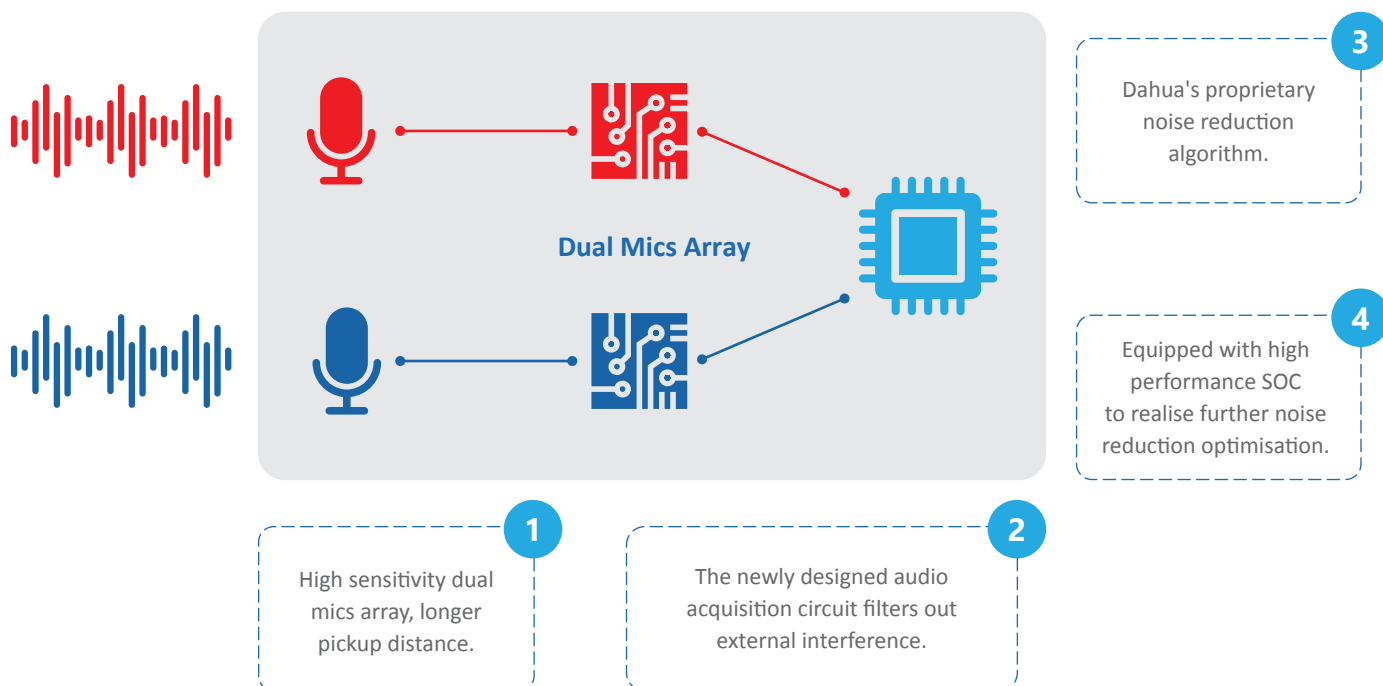 Dual Mics Array
1
High sensitivity dual
mics array, longer
pickup distance.
2
The newly designed audio
acquisition circuit filters out
external interference.
3
Dahua's proprietary
noise reduction
algorithm.
4
Equipped with high
performance SOC
to realise further noise
reduction optimisation.